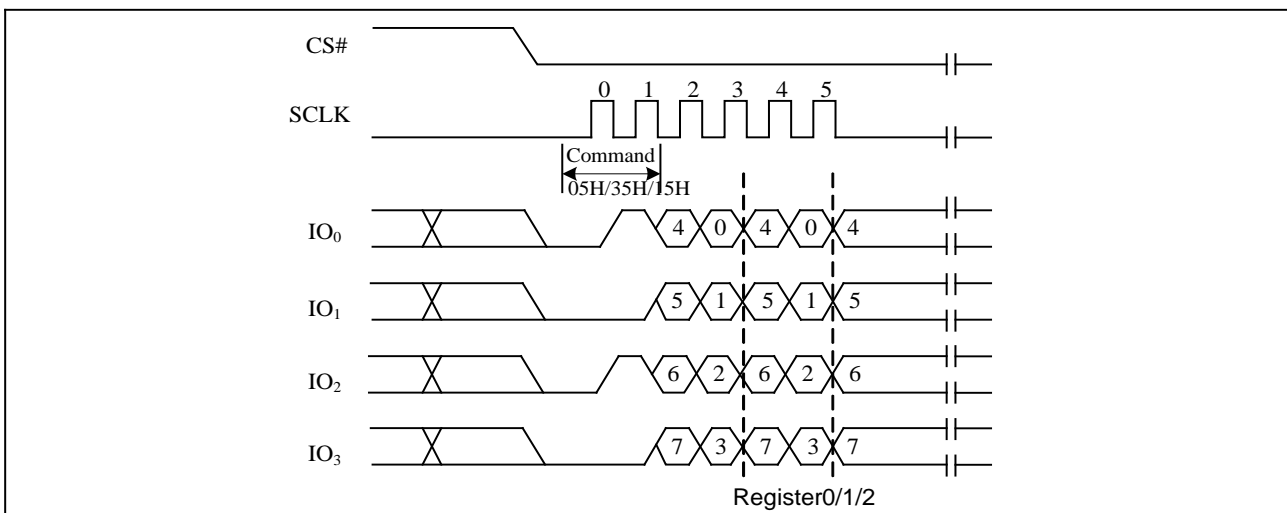 CS#
0 1 2 3 4 5
SCLK
Command
05H/35H/15H
IO₀ 4 0 4 0 4
IO₁ 5 1 5 1 5
IO₂ 6 2 6 2 6
IO₃ 7 3 7 3 7
Register0/1/2